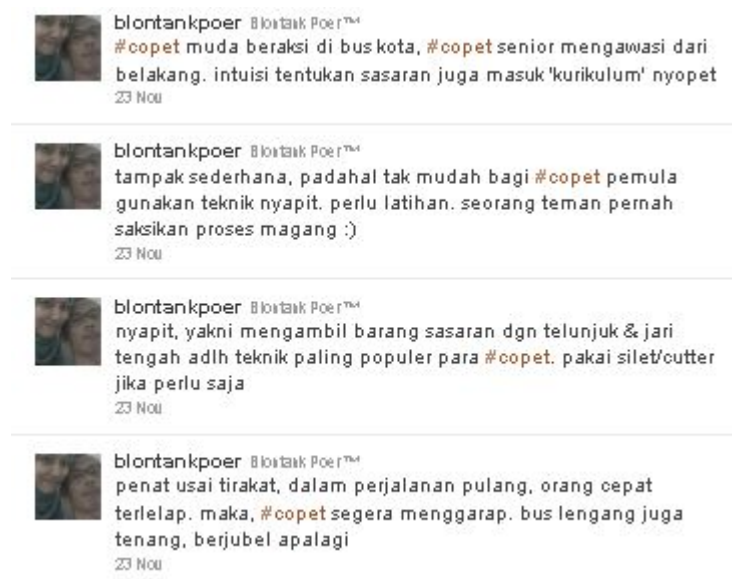 blontankpoer Blontank Poer™
#copet muda beraksi di bus kota, #copet senior mengawasi dari
belakang. intuisi tentukan sasaran juga masuk 'kurikulum' nyopet
23 Nov
blontankpoer Blontank Poer™
tampak sederhana, padahal tak mudah bagi #copet pemula
gunakan teknik nyapit. perlu latihan. seorang teman pernah
saksikan proses magang :)
23 Nov
blontankpoer Blontank Poer™
nyapit, yakni mengambil barang sasaran dgn telunjuk & jari
tengah adlh teknik paling populer para #copet. pakai silet/cutter
jika perlu saja
23 Nov
blontankpoer Blontank Poer™
penat usai tirakat, dalam perjalanan pulang, orang cepat
terlelap. maka, #copet segera menggarap. bus lengang juga
tenang, berjubel apalagi
23 Nov